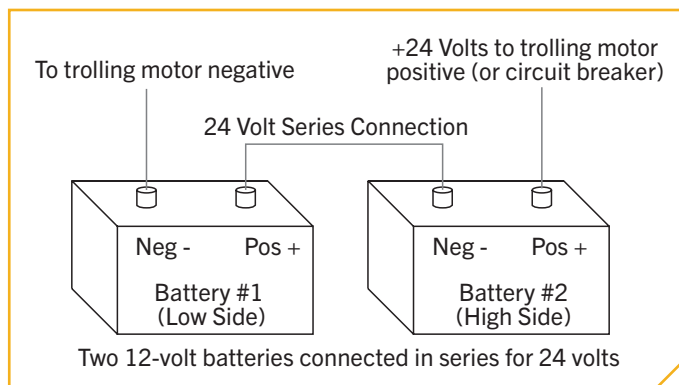 +24 Volts to trolling motor
positive (or circuit breaker)
To trolling motor negative
24 Volt Series Connection
Neg - Pos +
Battery #1
(Low Side)
Neg - Pos +
Battery #2
(High Side)
Two 12-volt batteries connected in series for 24 volts